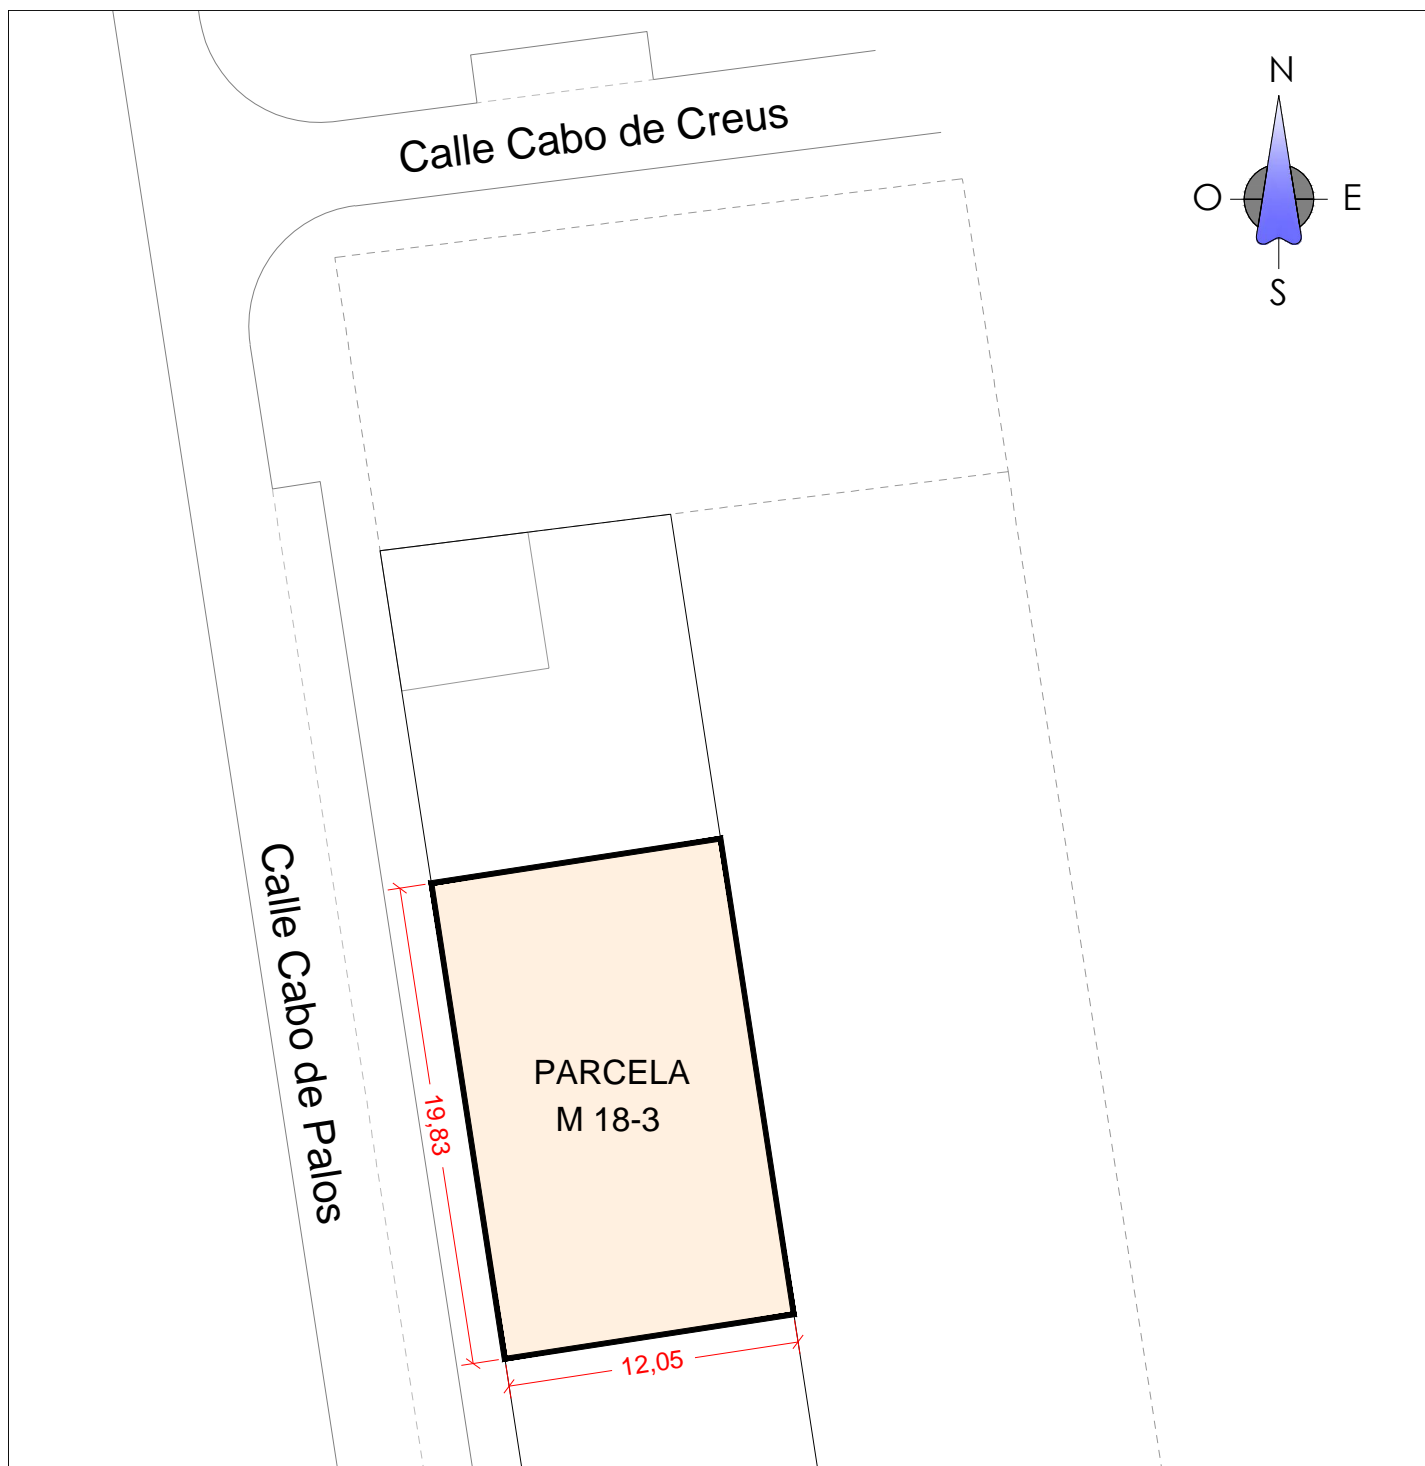 Calle Cabo de Creus
N
O
E
S
Calle Cabo de Palos
PARCELA
M 18-3
19,83
12,05